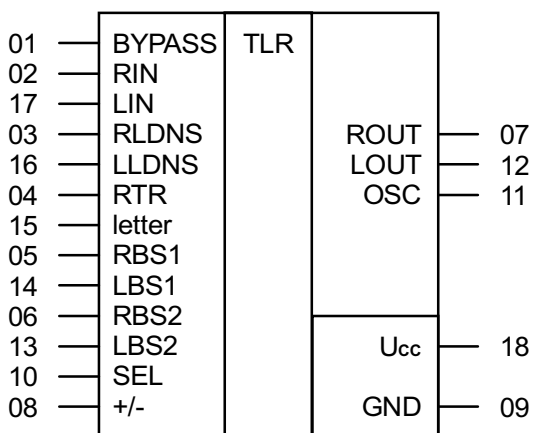 01 BYPASS TLR
02 RIN
17 LIN
03 RLDNS ROUT 07
16 LLDNS LOUT 12
04 RTR OSC 11
15 letter
05 RBS1
14 LBS1
06 RBS2
13 LBS2 Ucc 18
10 SEL
08 +/- GND 09